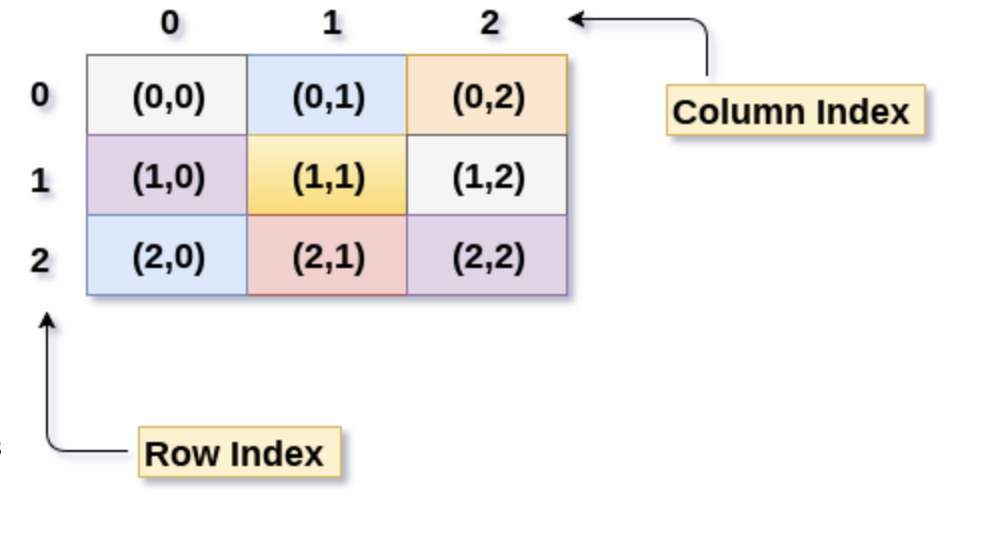 0 1 2
0 (0,0) (0,1) (0,2)
Column Index
1 (1,0) (1,1) (1,2)
2 (2,0) (2,1) (2,2)
Row Index